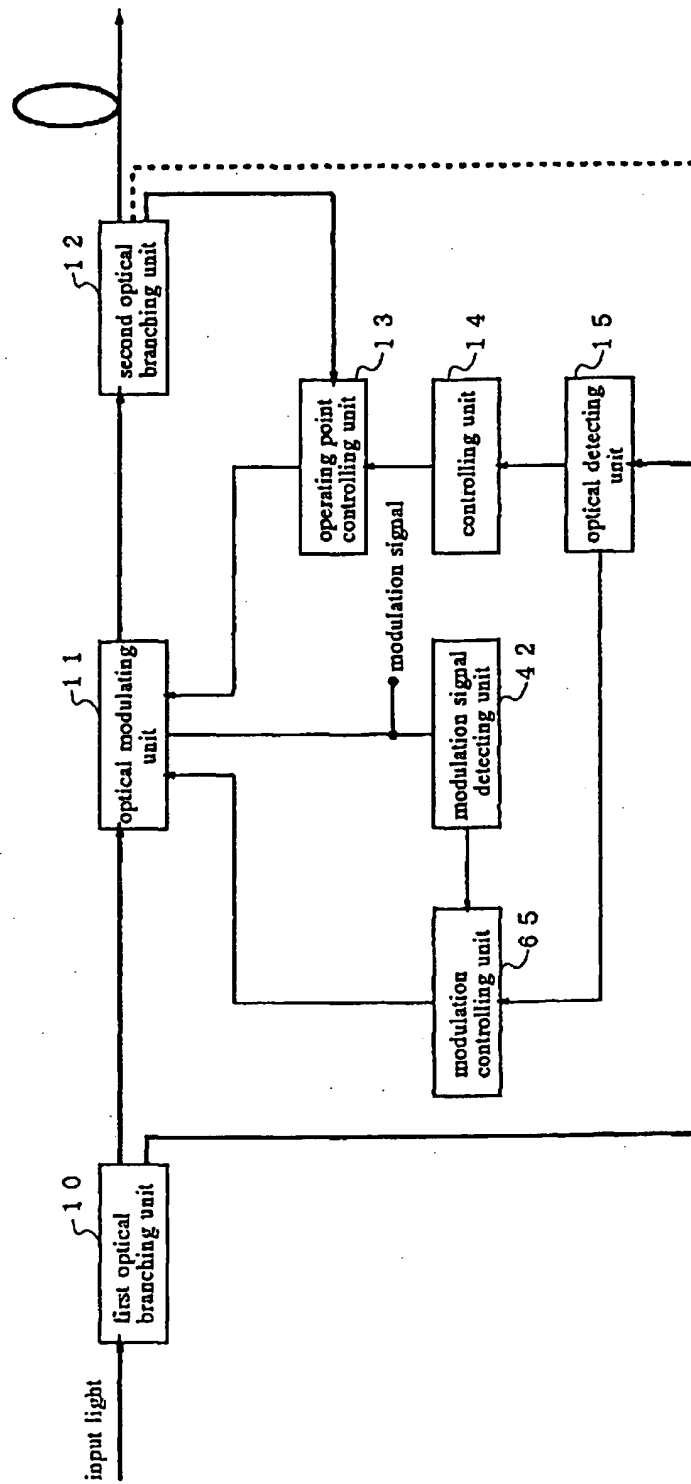 input light
10
first optical
branching unit
11
optical modulating
unit
12
second optical
branching unit
13
operating point
controlling unit
modulation signal
14
controlling unit
42
modulation signal
detecting unit
65
modulation
controlling unit
15
optical detecting
unit